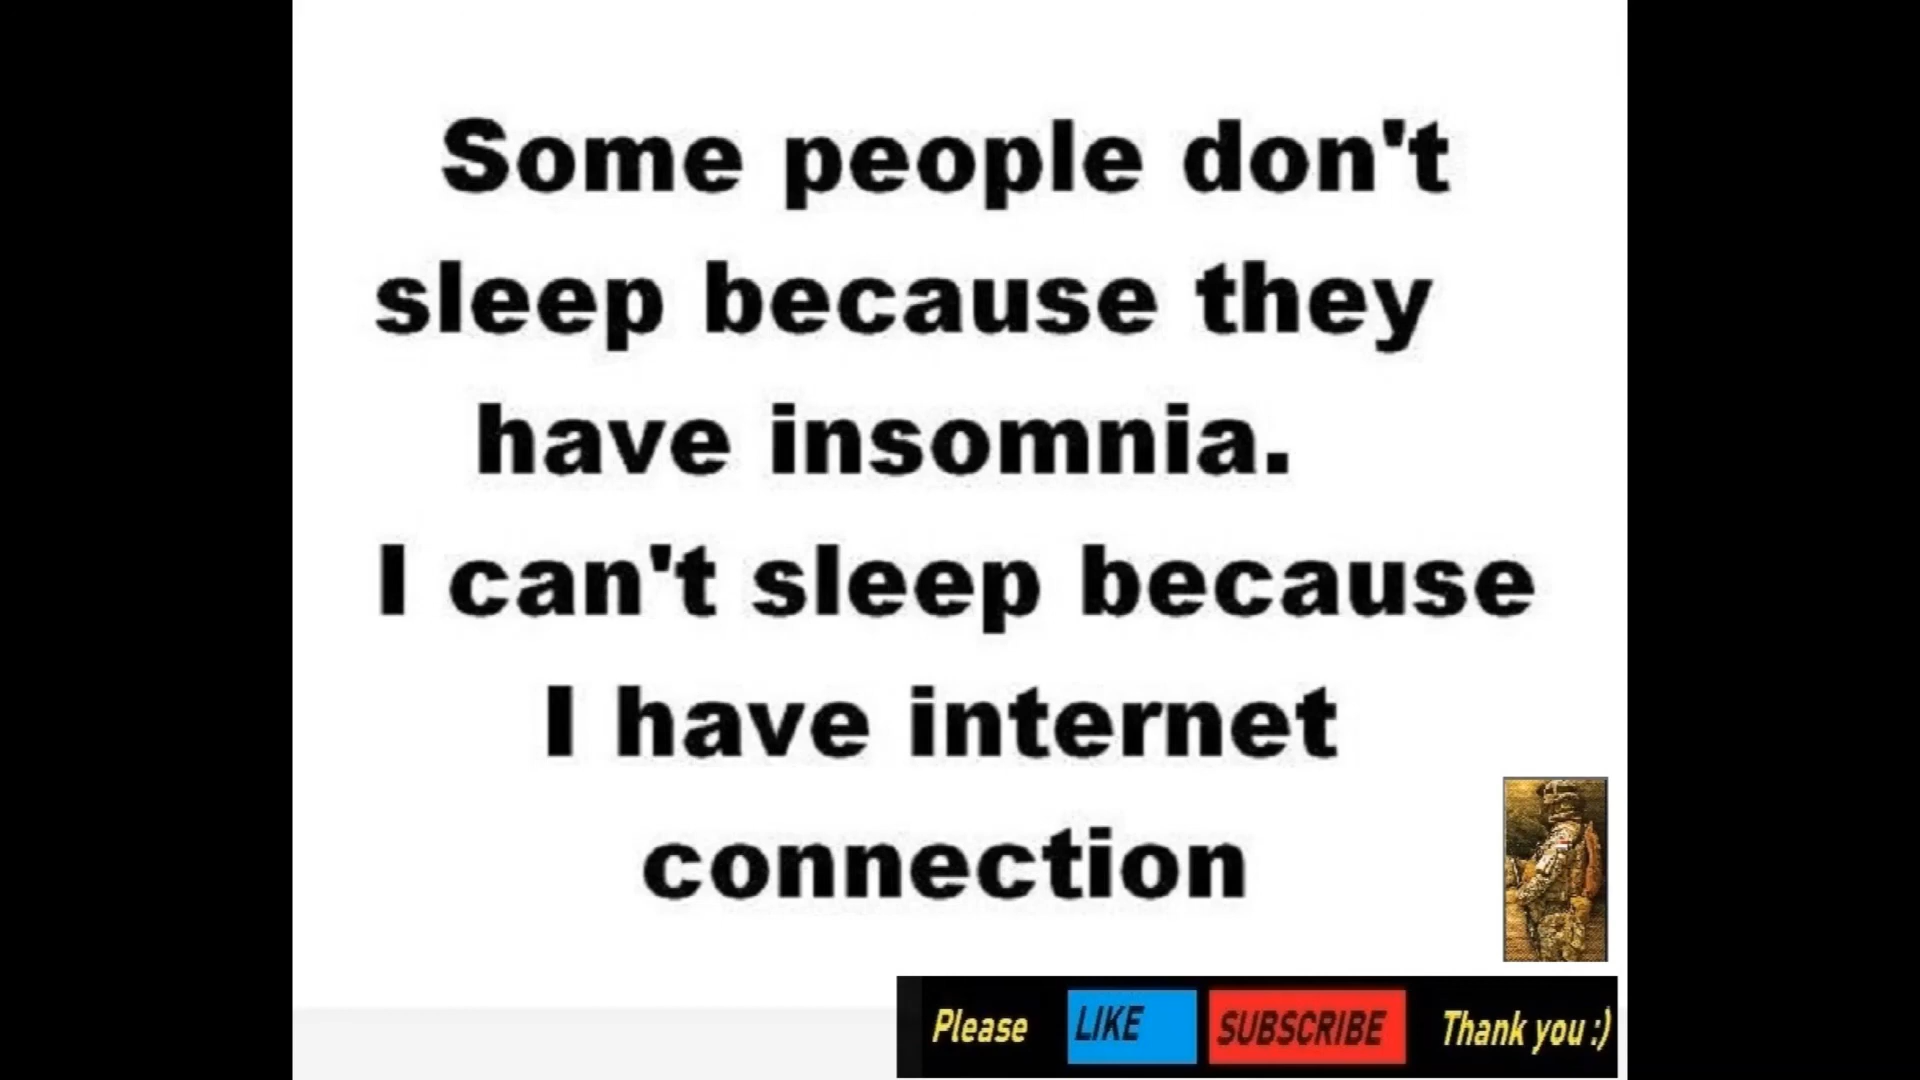 Some people don't
sleep because they
have insomnia.
I can't sleep because
I have internet
connection
Please LIKE SUBSCRIBE Thank you :)